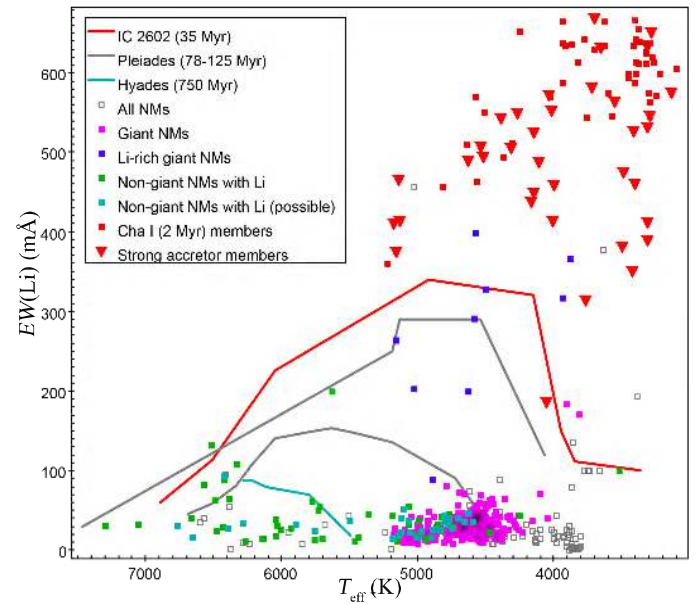 600
500
400
300
200
100
0
EW(Li) (mÅ)
IC 2602 (35 Myr)
Pleiades (78-125 Myr)
Hyades (750 Myr)
All NMs
Giant NMs
Li-rich giant NMs
Non-giant NMs with Li
Non-giant NMs with Li (possible)
Cha I (2 Myr) members
Strong accretor members
7000 6000 5000 4000
Teff (K)